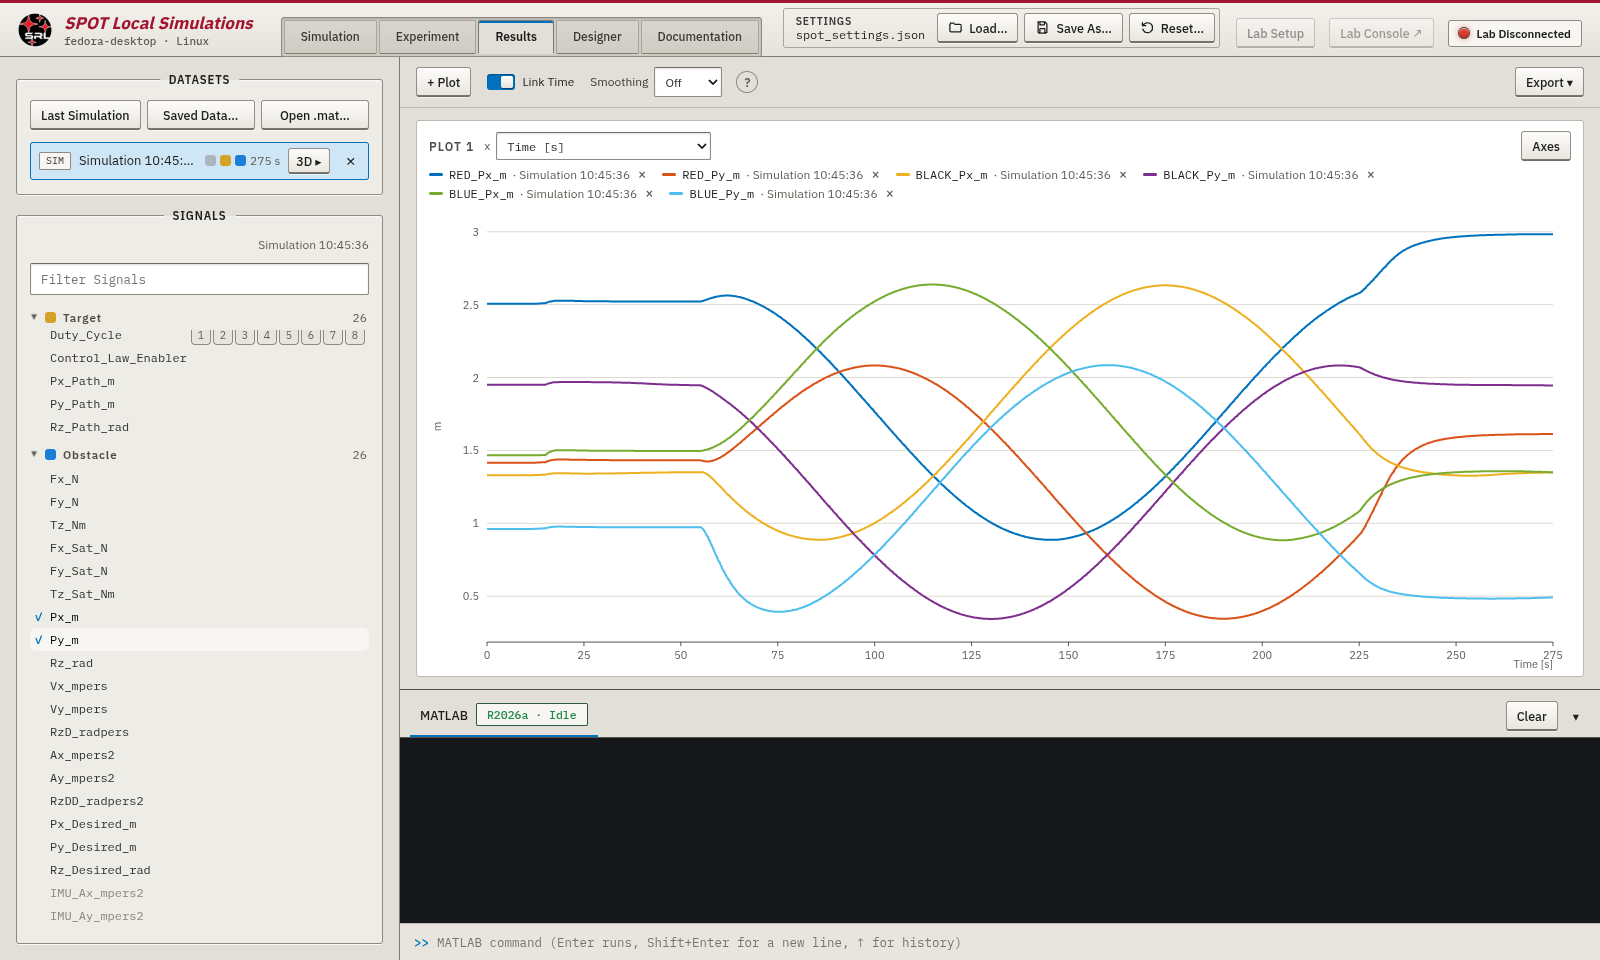 SPOT Local Simulations
fedora-desktop · Linux
Simulation
Experiment
Results
Designer
Documentation
SETTINGS
spot_settings.json
Load...
Save As...
Reset...
Lab Setup
Lab Console ↗
Lab Disconnected
DATASETS
Last Simulation
Saved Data...
Open .mat...
SIM Simulation 10:45:... 275 s 3D ▸ ×
SIGNALS
Simulation 10:45:36
Filter Signals
▾ Target 26
Duty_Cycle 1 2 3 4 5 6 7 8
Control_Law_Enabler
Px_Path_m
Py_Path_m
Rz_Path_rad
▾ Obstacle 26
Fx_N
Fy_N
Tz_Nm
Fx_Sat_N
Fy_Sat_N
Tz_Sat_Nm
√ Px_m
√ Py_m
Rz_rad
Vx_mpers
Vy_mpers
RzD_radpers
Ax_mpers2
Ay_mpers2
RzDD_radpers2
Px_Desired_m
Py_Desired_m
Rz_Desired_rad
IMU_Ax_mpers2
IMU_Ay_mpers2
+ Plot
Link Time
Smoothing
Off
?
Export ▾
PLOT 1 x Time [s]
Axes
RED_Px_m · Simulation 10:45:36 × RED_Py_m · Simulation 10:45:36 × BLACK_Px_m · Simulation 10:45:36 × BLACK_Py_m · Simulation 10:45:36 ×
BLUE_Px_m · Simulation 10:45:36 × BLUE_Py_m · Simulation 10:45:36 ×
3
2.5
2
1.5
1
0.5
m
0 25 50 75 100 125 150 175 200 225 250 275
Time [s]
MATLAB
R2026a · Idle
Clear ▾
>> MATLAB command (Enter runs, Shift+Enter for a new line, ↑ for history)